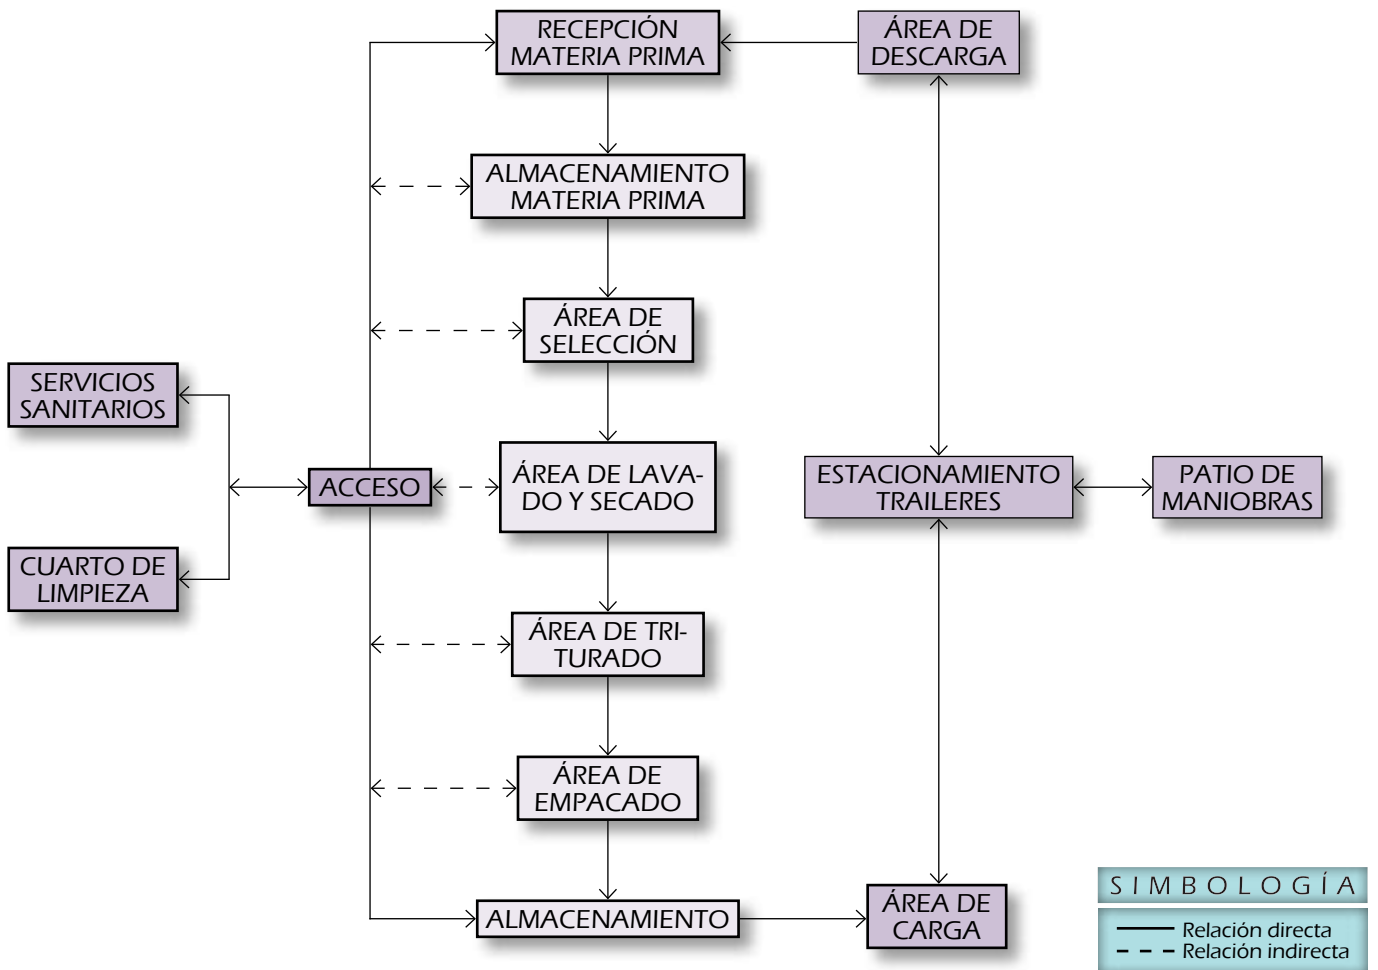 RECEPCIÓN
MATERIA PRIMA
ÁREA DE
DESCARGA
ALMACENAMIENTO
MATERIA PRIMA
ÁREA DE
SELECCIÓN
SERVICIOS
SANITARIOS
ACCESO
ÁREA DE LAVA-
DO Y SECADO
ESTACIONAMIENTO
TRAILERES
PATIO DE
MANIOBRAS
CUARTO DE
LIMPIEZA
ÁREA DE TRI-
TURADO
ÁREA DE
EMPACADO
ALMACENAMIENTO
ÁREA DE
CARGA
SIMBOLOGÍA
Relación directa
Relación indirecta